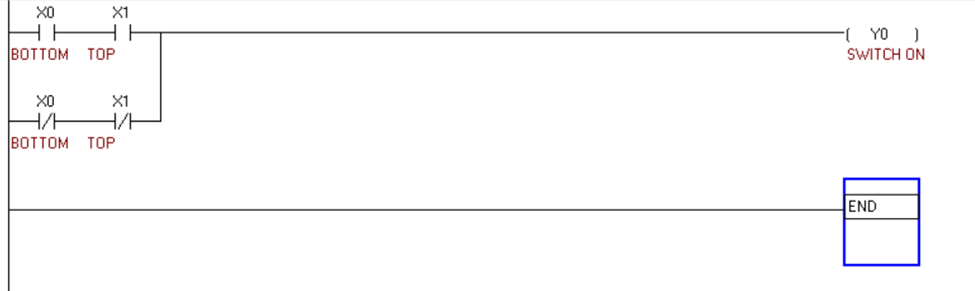 X0 X1
( Y0 )
BOTTOM TOP SWITCH ON
X0 X1
BOTTOM TOP
END